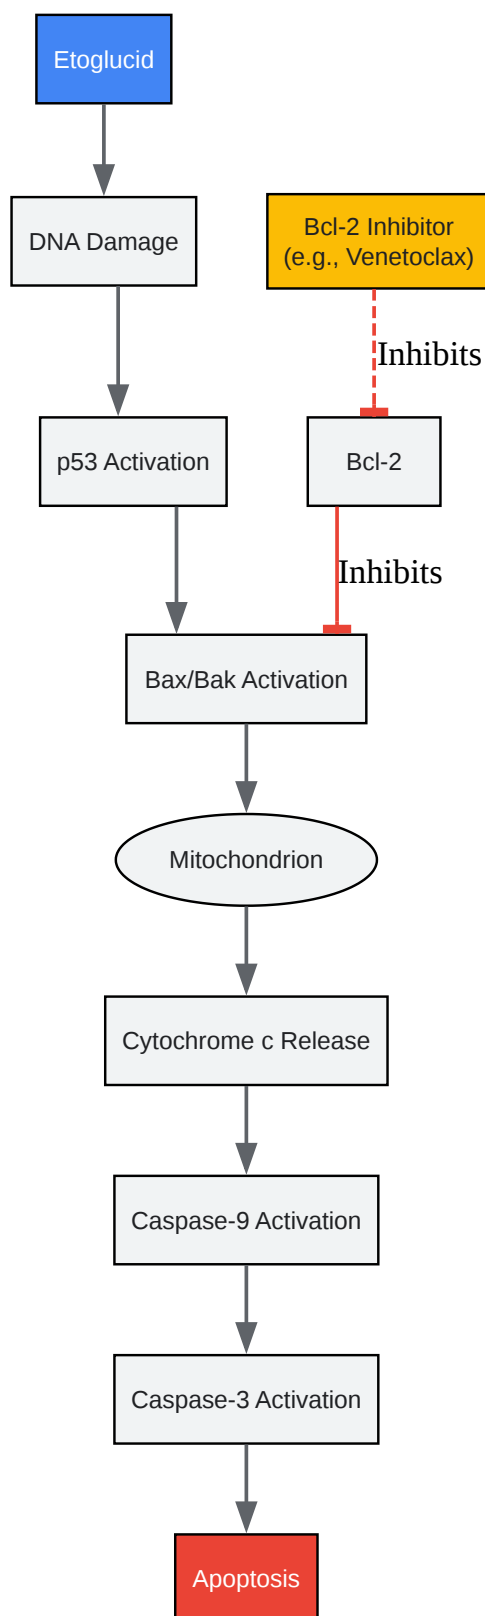 Etoglucid
DNA Damage
Bcl-2 Inhibitor
(e.g., Venetoclax)
Inhibits
p53 Activation
Bcl-2
Inhibits
Bax/Bak Activation
Mitochondrion
Cytochrome c Release
Caspase-9 Activation
Caspase-3 Activation
Apoptosis